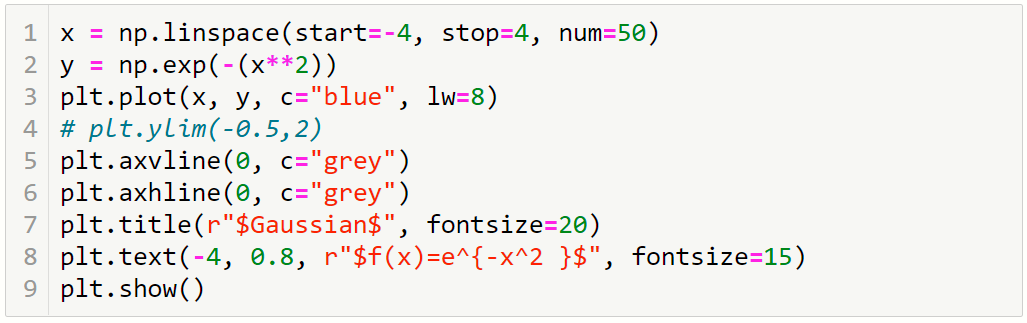 1 x = np.linspace(start=-4, stop=4, num=50)
2 y = np.exp(-(x**2))
3 plt.plot(x, y, c="blue", lw=8)
4 # plt.ylim(-0.5,2)
5 plt.axvline(0, c="grey")
6 plt.axhline(0, c="grey")
7 plt.title(r"$Gaussian$", fontsize=20)
8 plt.text(-4, 0.8, r"$f(x)=e^{-x^2 }$", fontsize=15)
9 plt.show()